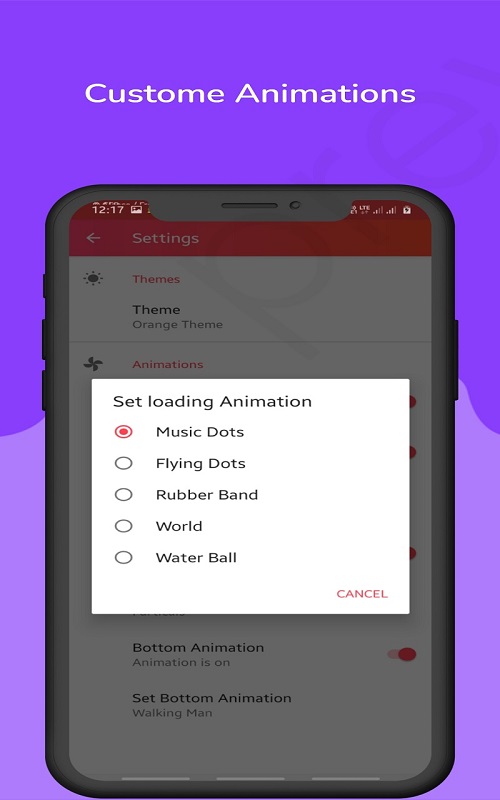 Custome Animations
12:17
LTE
Settings
Themes
Theme
Orange Theme
Animations
Set loading Animation
Music Dots
Flying Dots
Rubber Band
World
Water Ball
CANCEL
Bottom Animation
Animation is on
Set Bottom Animation
Walking Man